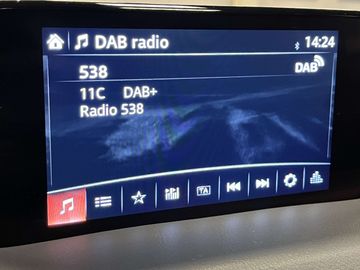 DAB radio 14:24
538 DAB
11C DAB+
Radio 538
TA